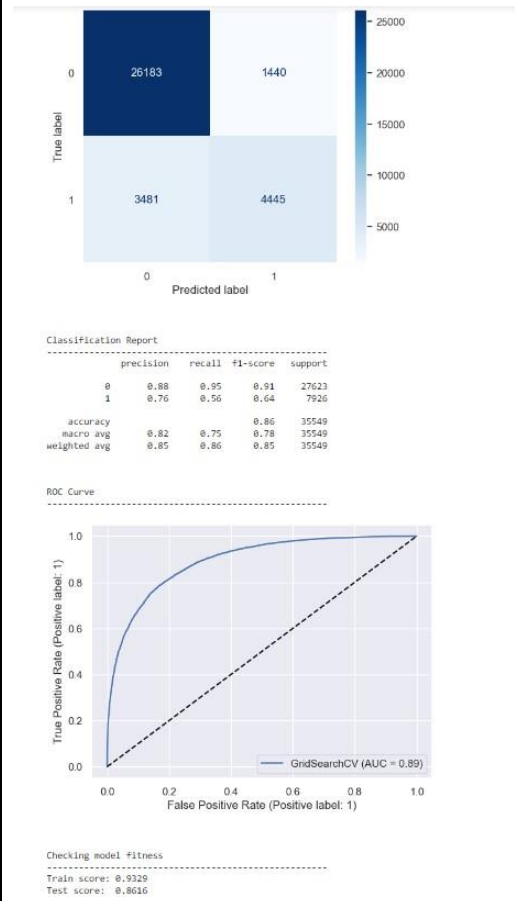 25000
0
26183
1440
20000
True label
15000
10000
1
3481
4445
5000
0
1
Predicted label
Classification Report
precision recall f1-score support
0 0.88 0.95 0.91 27623
1 0.76 0.56 0.64 7926
accuracy 0.86 35549
macro avg 0.82 0.75 0.78 35549
weighted avg 0.85 0.86 0.85 35549
ROC Curve
True Positive Rate (Positive label: 1)
1.0
0.8
0.6
0.4
0.2
0.0
GridSearchCV (AUC = 0.89)
0.0 0.2 0.4 0.6 0.8 1.0
False Positive Rate (Positive label: 1)
Checking model fitness
Train score: 0.9329
Test score: 0.8616